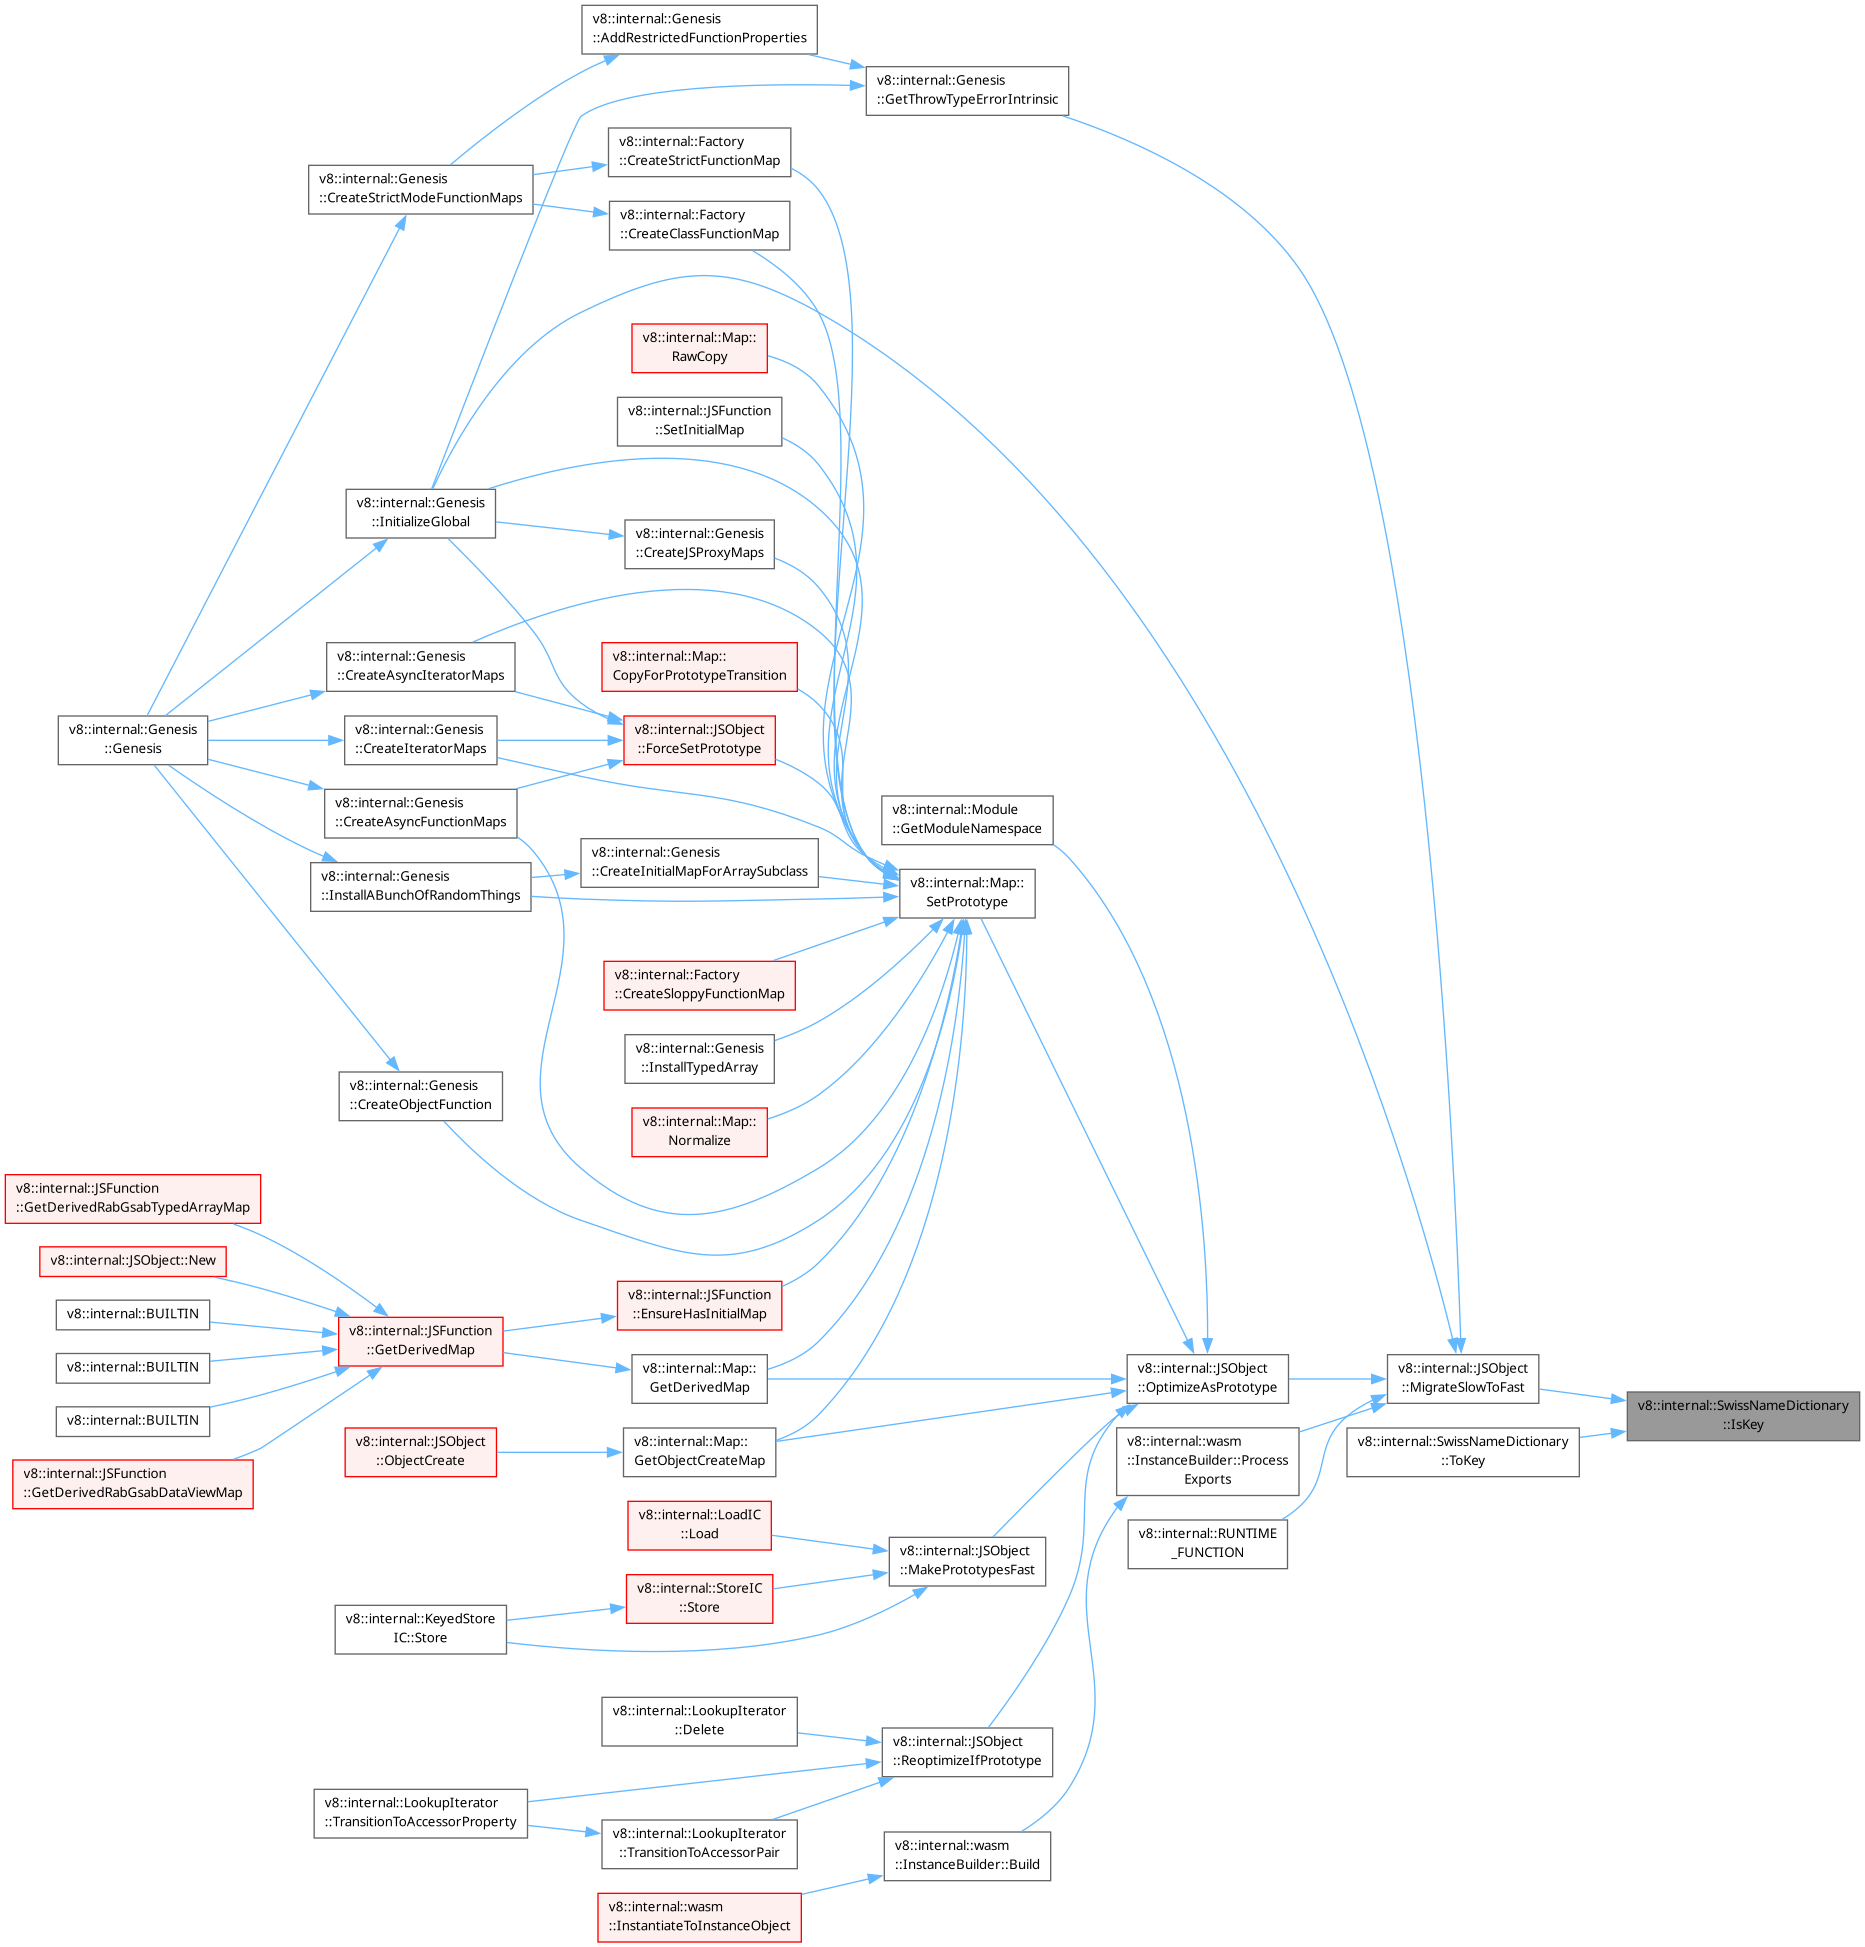 v8::internal::Genesis
::AddRestrictedFunctionProperties
v8::internal::Genesis
::GetThrowTypeErrorIntrinsic
v8::internal::Factory
::CreateStrictFunctionMap
v8::internal::Genesis
::CreateStrictModeFunctionMaps
v8::internal::Factory
::CreateClassFunctionMap
v8::internal::Map::
RawCopy
v8::internal::JSFunction
::SetInitialMap
v8::internal::Genesis
::InitializeGlobal
v8::internal::Genesis
::CreateJSProxyMaps
v8::internal::Genesis
::CreateAsyncIteratorMaps
v8::internal::Map::
CopyForPrototypeTransition
v8::internal::Genesis
::Genesis
v8::internal::Genesis
::CreateIteratorMaps
v8::internal::JSObject
::ForceSetPrototype
v8::internal::Genesis
::CreateAsyncFunctionMaps
v8::internal::Module
::GetModuleNamespace
v8::internal::Genesis
::CreateInitialMapForArraySubclass
v8::internal::Genesis
::InstallABunchOfRandomThings
v8::internal::Map::
SetPrototype
v8::internal::Factory
::CreateSloppyFunctionMap
v8::internal::Genesis
::InstallTypedArray
v8::internal::Genesis
::CreateObjectFunction
v8::internal::Map::
Normalize
v8::internal::JSFunction
::GetDerivedRabGsabTypedArrayMap
v8::internal::JSObject::New
v8::internal::BUILTIN
v8::internal::JSFunction
::GetDerivedMap
v8::internal::JSFunction
::EnsureHasInitialMap
v8::internal::BUILTIN
v8::internal::Map::
GetDerivedMap
v8::internal::JSObject
::OptimizeAsPrototype
v8::internal::JSObject
::MigrateSlowToFast
v8::internal::SwissNameDictionary
::IsKey
v8::internal::BUILTIN
v8::internal::JSObject
::ObjectCreate
v8::internal::Map::
GetObjectCreateMap
v8::internal::wasm
::InstanceBuilder::Process
Exports
v8::internal::SwissNameDictionary
::ToKey
v8::internal::JSFunction
::GetDerivedRabGsabDataViewMap
v8::internal::LoadIC
::Load
v8::internal::RUNTIME
_FUNCTION
v8::internal::JSObject
::MakePrototypesFast
v8::internal::StoreIC
::Store
v8::internal::KeyedStore
IC::Store
v8::internal::LookupIterator
::Delete
v8::internal::JSObject
::ReoptimizeIfPrototype
v8::internal::LookupIterator
::TransitionToAccessorProperty
v8::internal::LookupIterator
::TransitionToAccessorPair
v8::internal::wasm
::InstanceBuilder::Build
v8::internal::wasm
::InstantiateToInstanceObject